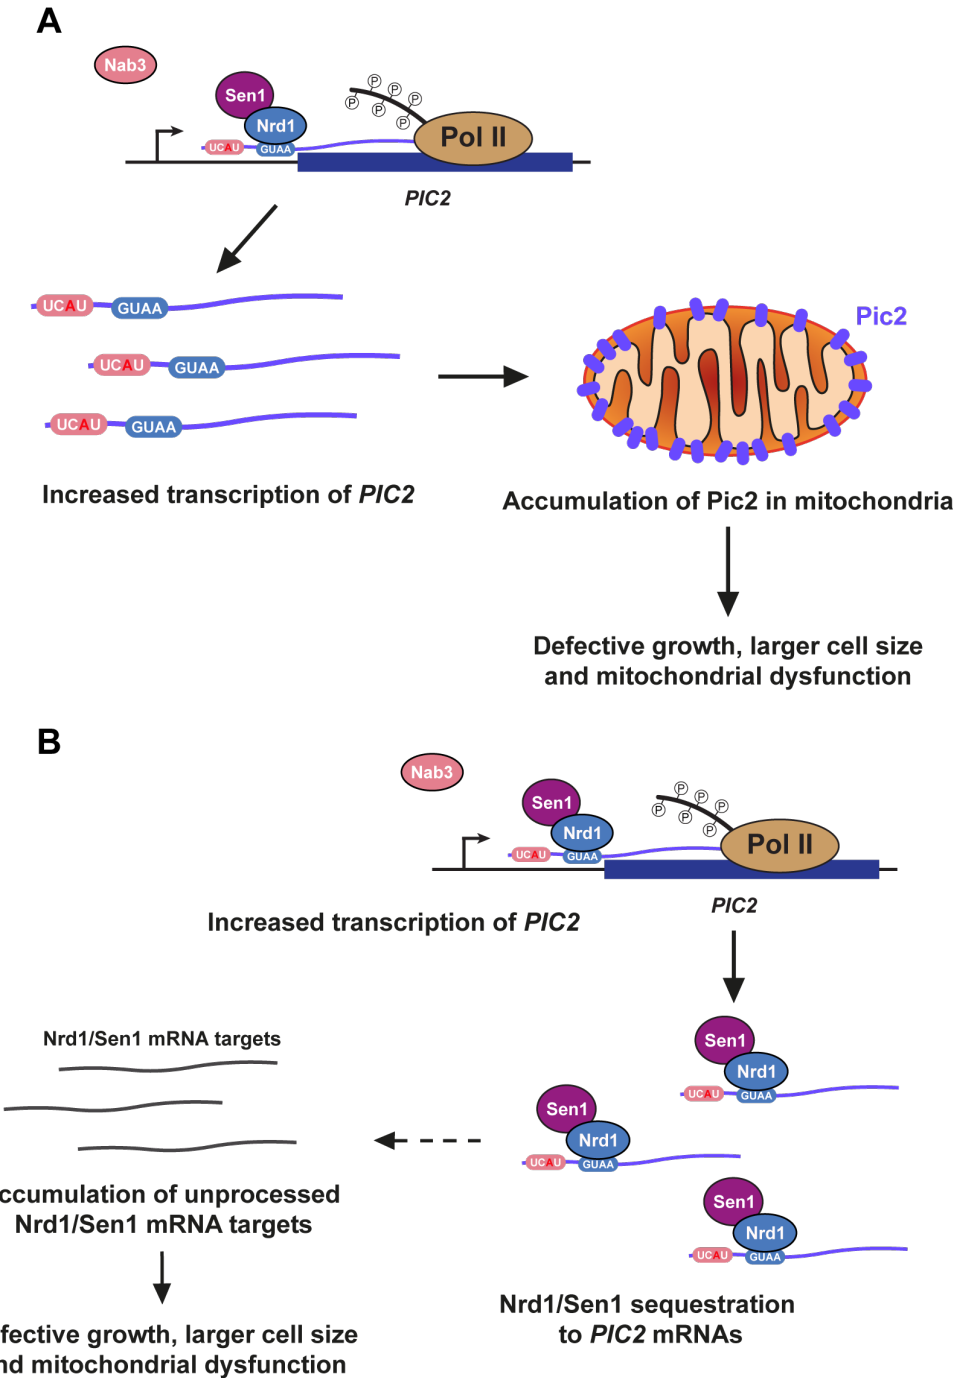 A
Nab3
Sen1
Nrd1
P P P P P P
Pol II
UCAU GUAA
PIC2
UCAU GUAA
UCAU GUAA
UCAU GUAA
Pic2
Increased transcription of PIC2
Accumulation of Pic2 in mitochondria
Defective growth, larger cell size
and mitochondrial dysfunction
B
Nab3
Sen1
Nrd1
P P P P P P
Pol II
UCAU GUAA
PIC2
Increased transcription of PIC2
Nrd1/Sen1 mRNA targets
Sen1
Nrd1
UCAU GUAA
Sen1
Nrd1
UCAU GUAA
Sen1
Nrd1
UCAU GUAA
ccumulation of unprocessed
Nrd1/Sen1 mRNA targets
Nrd1/Sen1 sequestration
to PIC2 mRNAs
fective growth, larger cell size
nd mitochondrial dysfunction